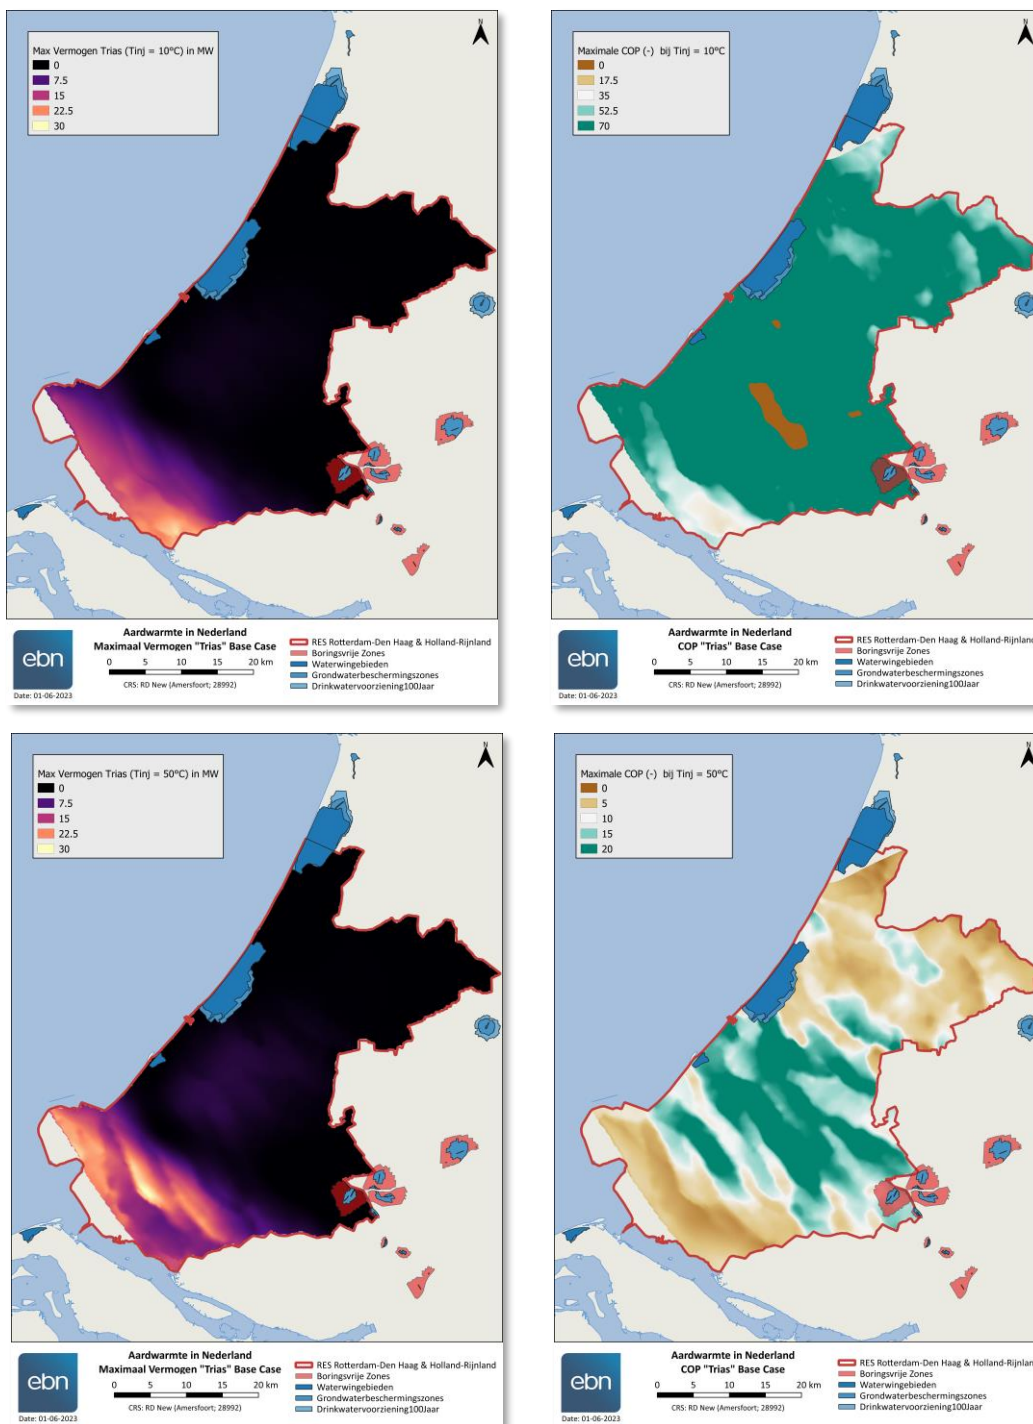 Max Vermogen Trias (Tinj = 10°C) in MW
0
7.5
15
22.5
30
N
ebn
Date: 01-06-2023
Aardwarmte in Nederland
Maximaal Vermogen "Trias" Base Case
0 5 10 15 20 km
CRS: RD New (Amersfoort; 28992)
RES Rotterdam-Den Haag & Holland-Rijnland
Boringsvrije Zones
Waterwingebieden
Grondwaterbeschermingszones
Drinkwatervoorziening100Jaar
Maximale COP (-) bij Tinj = 10°C
0
17.5
35
52.5
70
N
ebn
Date: 01-06-2023
Aardwarmte in Nederland
COP "Trias" Base Case
0 5 10 15 20 km
CRS: RD New (Amersfoort; 28992)
RES Rotterdam-Den Haag & Holland-Rijnland
Boringsvrije Zones
Waterwingebieden
Grondwaterbeschermingszones
Drinkwatervoorziening100Jaar
Max Vermogen Trias (Tinj = 50°C) in MW
0
7.5
15
22.5
30
N
ebn
Date: 01-06-2023
Aardwarmte in Nederland
Maximaal Vermogen "Trias" Base Case
0 5 10 15 20 km
CRS: RD New (Amersfoort; 28992)
RES Rotterdam-Den Haag & Holland-Rijnland
Boringsvrije Zones
Waterwingebieden
Grondwaterbeschermingszones
Drinkwatervoorziening100Jaar
Maximale COP (-) bij Tinj = 50°C
0
5
10
15
20
N
ebn
Date: 01-06-2023
Aardwarmte in Nederland
COP "Trias" Base Case
0 5 10 15 20 km
CRS: RD New (Amersfoort; 28992)
RES Rotterdam-Den Haag & Holland-Rijnland
Boringsvrije Zones
Waterwingebieden
Grondwaterbeschermingszones
Drinkwatervoorziening100Jaar